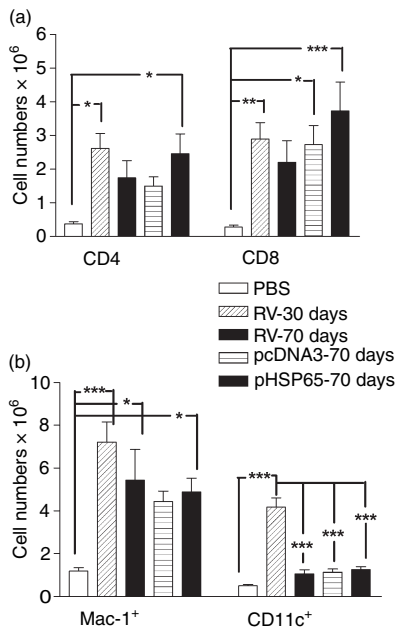 (a)
Cell numbers × 10⁶
6
5
4
3
2
1
0
*
*
**
*
***
CD4
CD8
PBS
RV-30 days
RV-70 days
pcDNA3-70 days
pHSP65-70 days
(b)
Cell numbers × 10⁶
10
8
6
4
2
0
***
*
*
***
***
***
***
Mac-1⁺
CD11c⁺